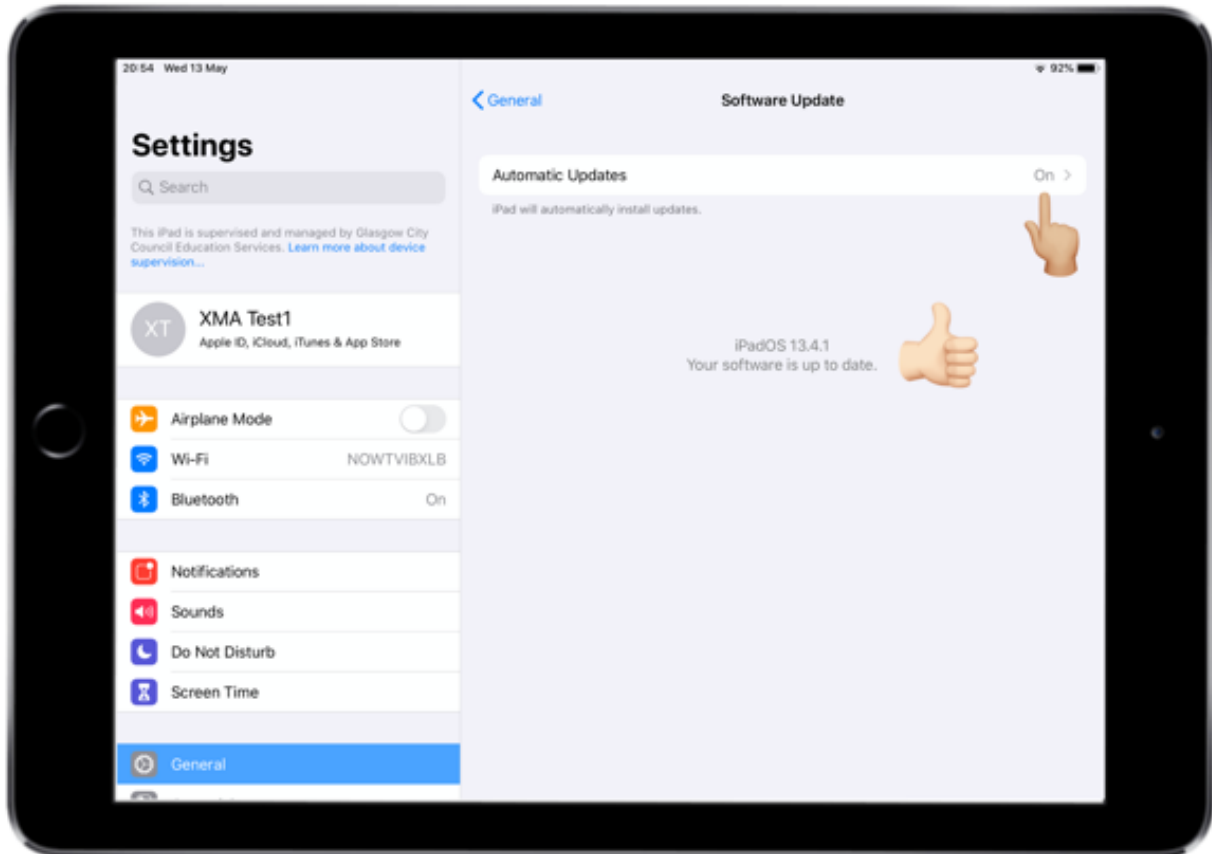 20:54 Wed 13 May
92%
Settings
Search
This iPad is supervised and managed by Glasgow City
Council Education Services. Learn more about device
supervision...
XT
XMA Test1
Apple ID, iCloud, iTunes & App Store
Airplane Mode
Wi-Fi NOWTVIBXLB
Bluetooth On
Notifications
Sounds
Do Not Disturb
Screen Time
General
General
Software Update
Automatic Updates On
iPad will automatically install updates.
iPadOS 13.4.1
Your software is up to date.